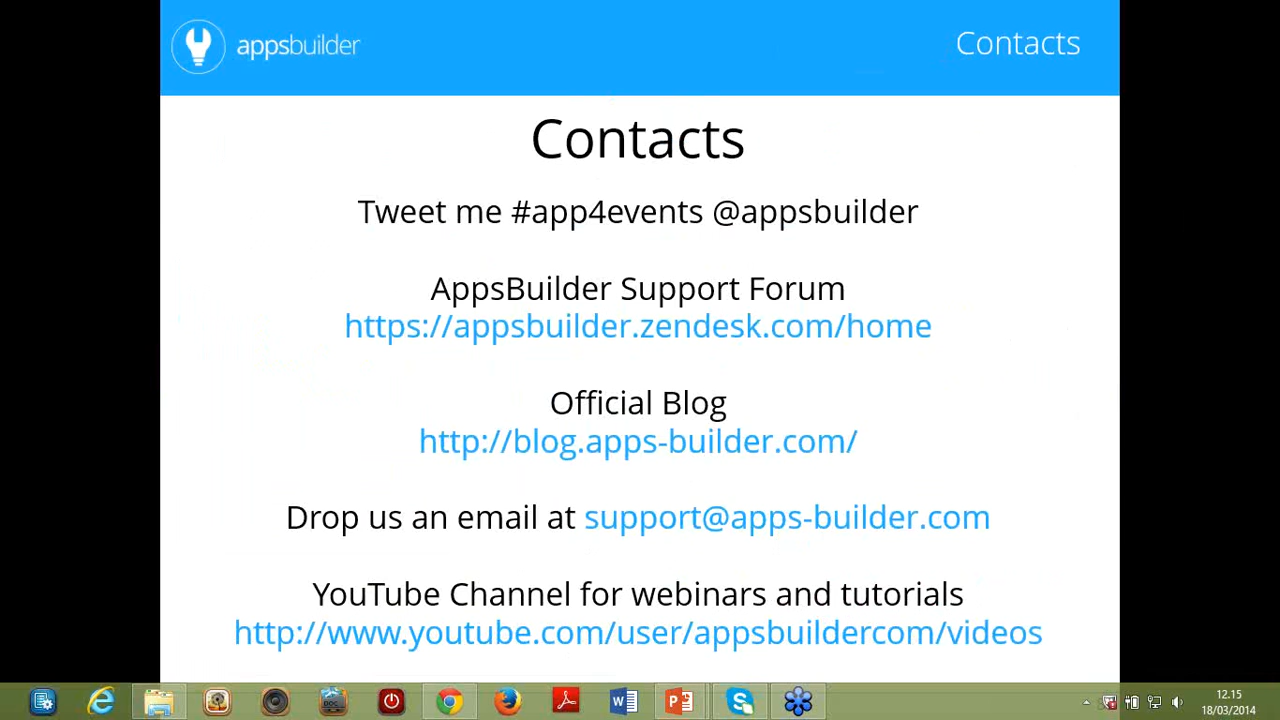 appsbuilder
Contacts
Contacts
Tweet me #app4events @appsbuilder
AppsBuilder Support Forum
https://appsbuilder.zendesk.com/home
Official Blog
http://blog.apps-builder.com/
Drop us an email at support@apps-builder.com
YouTube Channel for webinars and tutorials
http://www.youtube.com/user/appsbuildercom/videos
DOC
12.15
18/03/2014